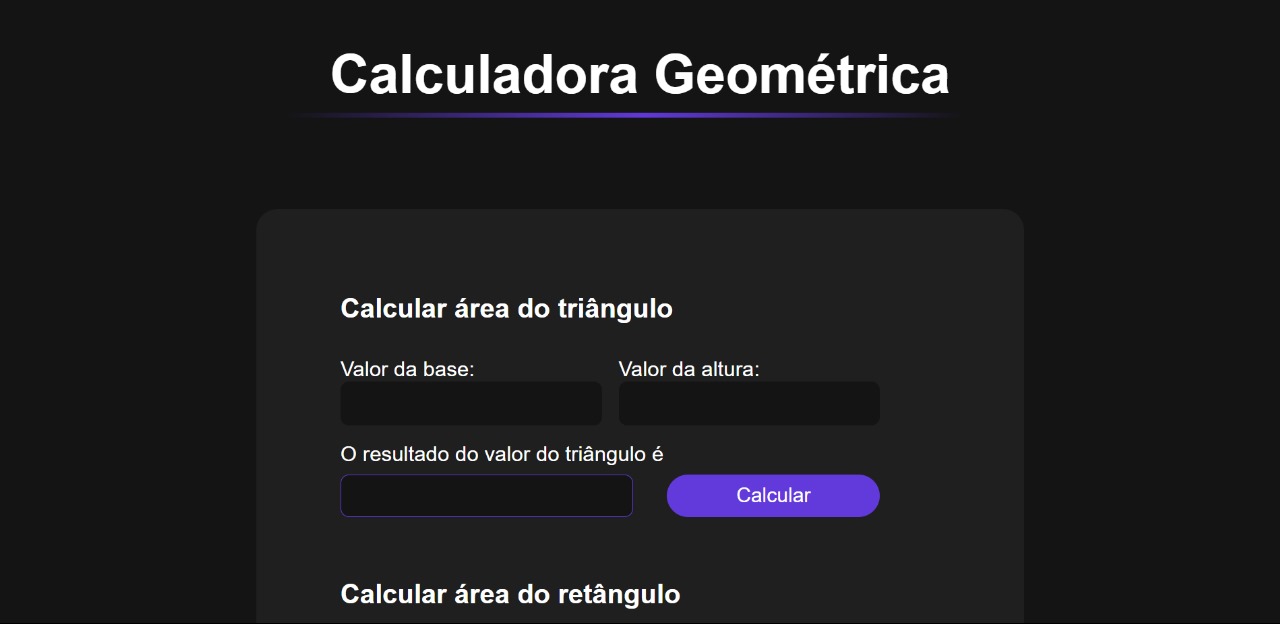 Calculadora Geométrica
Calcular área do triângulo
Valor da base: Valor da altura:
O resultado do valor do triângulo é
Calcular
Calcular área do retângulo